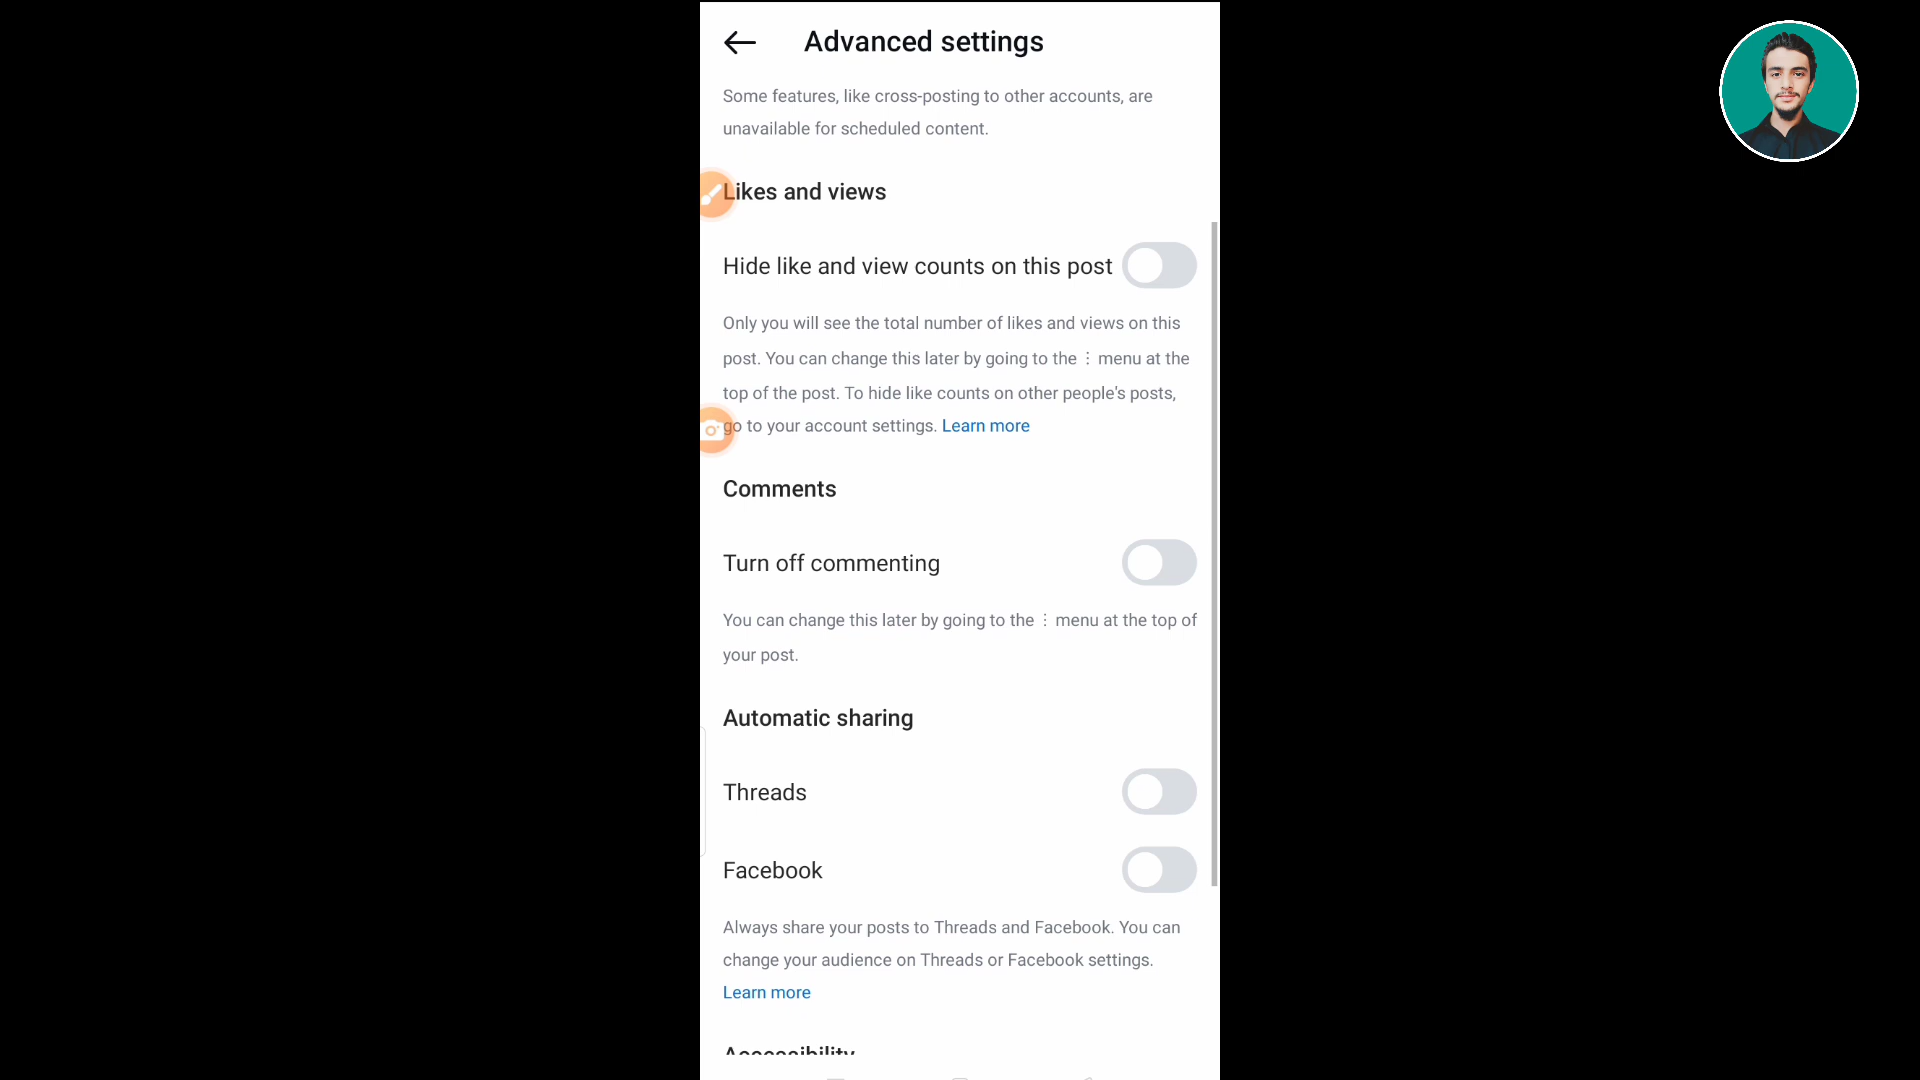 Advanced settings
Some features, like cross-posting to other accounts, are
unavailable for scheduled content.
Likes and views
Hide like and view counts on this post
Only you will see the total number of likes and views on this
post. You can change this later by going to the ⋮ menu at the
top of the post. To hide like counts on other people's posts,
go to your account settings. Learn more
Comments
Turn off commenting
You can change this later by going to the ⋮ menu at the top of
your post.
Automatic sharing
Threads
Facebook
Always share your posts to Threads and Facebook. You can
change your audience on Threads or Facebook settings.
Learn more
Accessibility